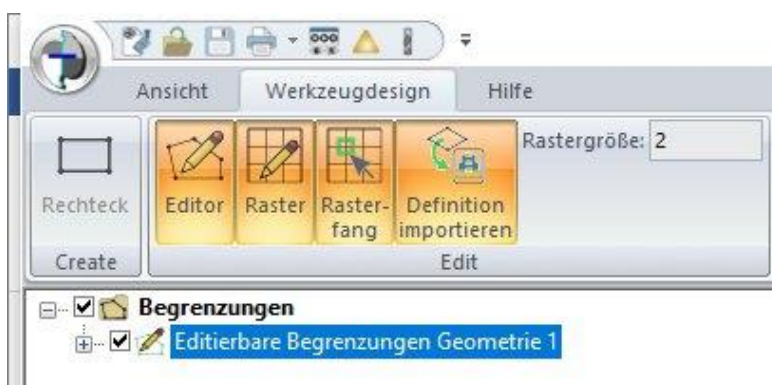 Ansicht Werkzeugdesign Hilfe
Rastergröße: 2
Rechteck Editor Raster Raster- Definition
fang importieren
Create Edit
Begrenzungen
Editierbare Begrenzungen Geometrie 1